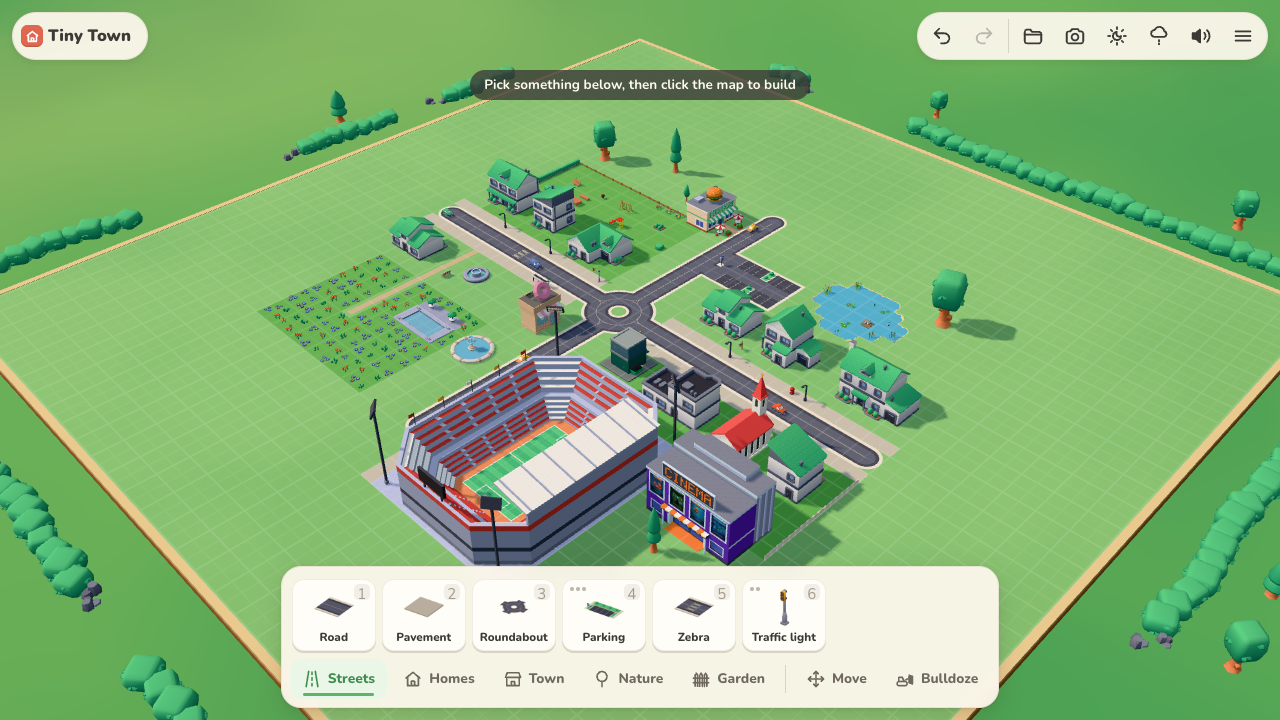 Tiny Town
Pick something below, then click the map to build
CINEMA
1
2
3
4
5
6
Road
Pavement
Roundabout
Parking
Zebra
Traffic light
Streets
Homes
Town
Nature
Garden
Move
Bulldoze